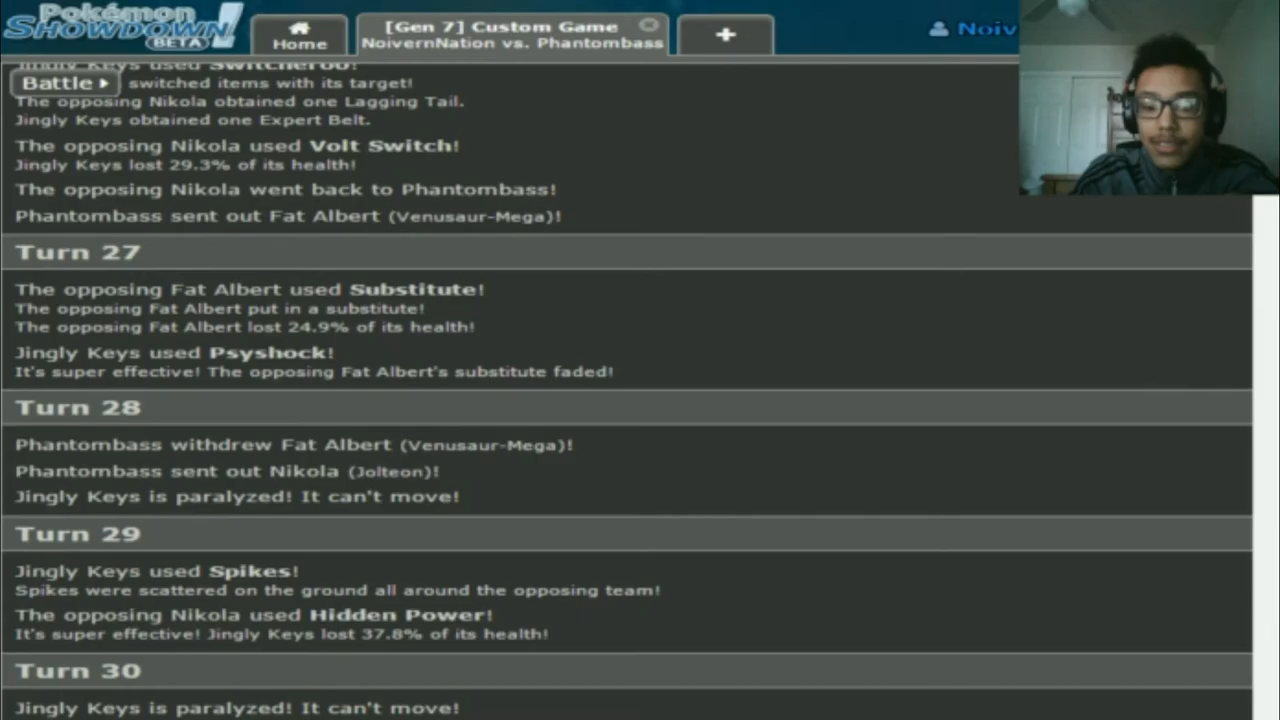 Pokémon
SHOWDOWN!
BETA
Home
[Gen 7] Custom Game
NoivernNation vs. Phantombass
+
Noiv
Jingly Keys used Switcheroo!
Battle
switched items with its target!
The opposing Nikola obtained one Lagging Tail.
Jingly Keys obtained one Expert Belt.
The opposing Nikola used Volt Switch!
Jingly Keys lost 29.3% of its health!
The opposing Nikola went back to Phantombass!
Phantombass sent out Fat Albert (Venusaur-Mega)!
Turn 27
The opposing Fat Albert used Substitute!
The opposing Fat Albert put in a substitute!
The opposing Fat Albert lost 24.9% of its health!
Jingly Keys used Psyshock!
It's super effective! The opposing Fat Albert's substitute faded!
Turn 28
Phantombass withdrew Fat Albert (Venusaur-Mega)!
Phantombass sent out Nikola (Jolteon)!
Jingly Keys is paralyzed! It can't move!
Turn 29
Jingly Keys used Spikes!
Spikes were scattered on the ground all around the opposing team!
The opposing Nikola used Hidden Power!
It's super effective! Jingly Keys lost 37.8% of its health!
Turn 30
Jingly Keys is paralyzed! It can't move!